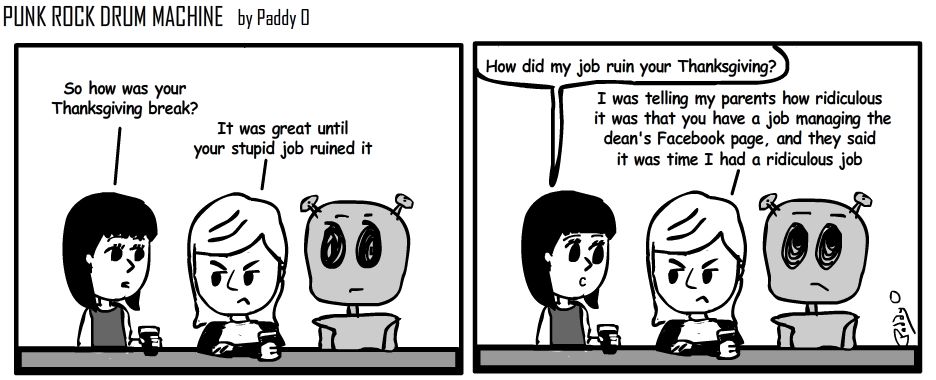 PUNK ROCK DRUM MACHINE by Paddy O
So how was your
Thanksgiving break?
It was great until
your stupid job ruined it
How did my job ruin your Thanksgiving?
I was telling my parents how ridiculous
it was that you have a job managing the
dean's Facebook page, and they said
it was time I had a ridiculous job
Paddy O